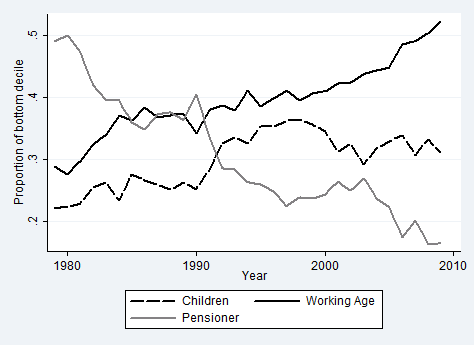 Proportion of bottom decile
.5
.4
.3
.2
1980 1990 2000 2010
Year
Children Working Age
Pensioner